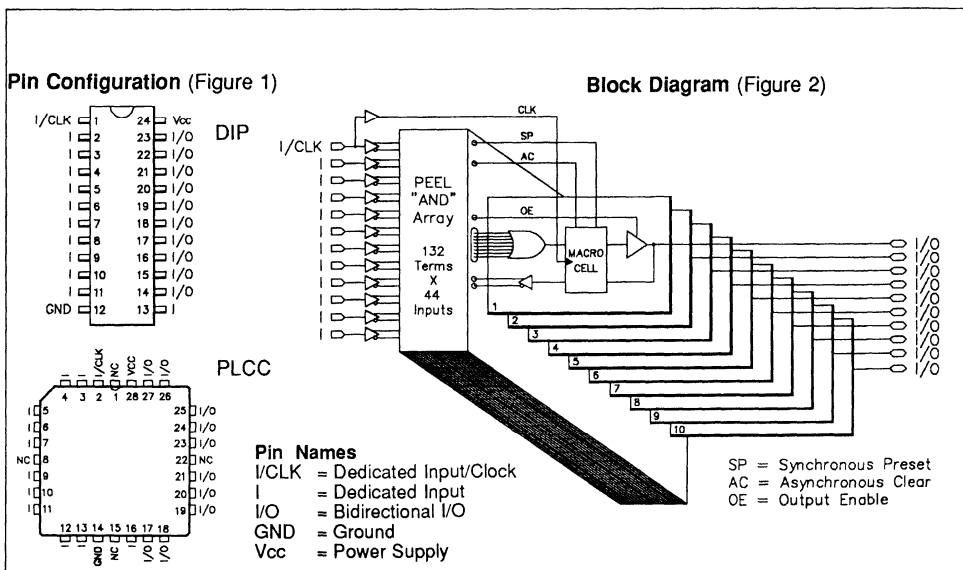 Pin Configuration (Figure 1)
DIP
I/CLK 1 24 Vcc
I 2 23 I/O
I 3 22 I/O
I 4 21 I/O
I 5 20 I/O
I 6 19 I/O
I 7 18 I/O
I 8 17 I/O
I 9 16 I/O
I 10 15 I/O
I 11 14 I/O
GND 12 13 I
PLCC
I I I/CLK NC VCC I/O I/O
4 3 2 1 28 27 26
I 5 25 I/O
I 6 24 I/O
I 7 23 I/O
NC 8 22 NC
I 9 21 I/O
I 10 20 I/O
I 11 19 I/O
12 13 14 15 16 17 18
I I GND NC I I/O I/O
Pin Names
I/CLK = Dedicated Input/Clock
I = Dedicated Input
I/O = Bidirectional I/O
GND = Ground
Vcc = Power Supply
Block Diagram (Figure 2)
CLK
SP
AC
OE
I/CLK
I
I
I
I
I
I
I
I
I
I
I
PEEL
"AND"
Array
132
Terms
X
44
Inputs
MACRO
CELL
1
2
3
4
5
6
7
8
9
10
I/O
I/O
I/O
I/O
I/O
I/O
I/O
I/O
I/O
I/O
SP = Synchronous Preset
AC = Asynchronous Clear
OE = Output Enable